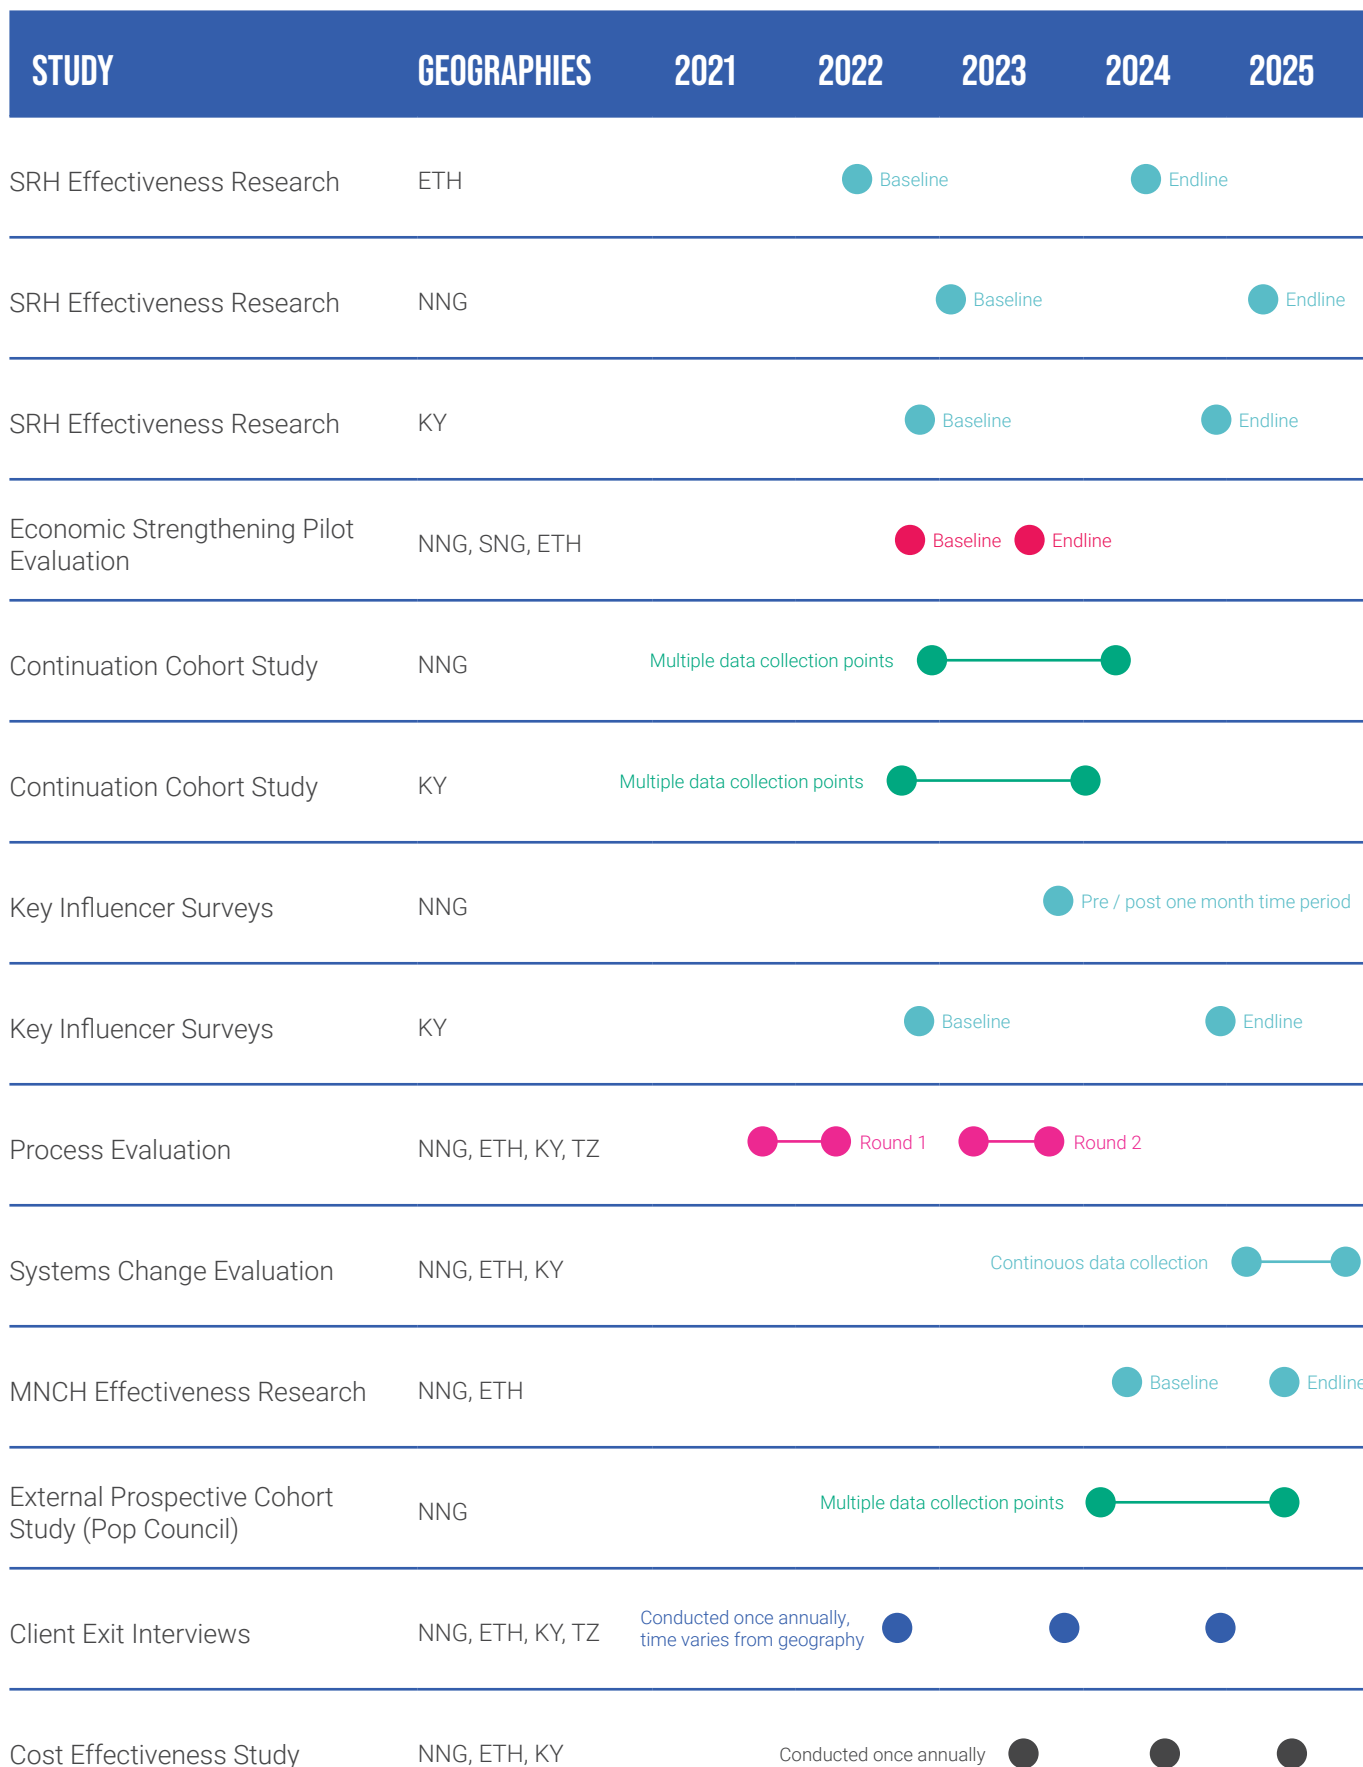 STUDY GEOGRAPHIES 2021 2022 2023 2024 2025
SRH Effectiveness Research ETH Baseline Endline
SRH Effectiveness Research NNG Baseline Endline
SRH Effectiveness Research KY Baseline Endline
Economic Strengthening Pilot
Evaluation NNG, SNG, ETH Baseline Endline
Continuation Cohort Study NNG Multiple data collection points
Continuation Cohort Study KY Multiple data collection points
Key Influencer Surveys NNG Pre / post one month time period
Key Influencer Surveys KY Baseline Endline
Process Evaluation NNG, ETH, KY, TZ Round 1 Round 2
Systems Change Evaluation NNG, ETH, KY Continouos data collection
MNCH Effectiveness Research NNG, ETH Baseline Endline
External Prospective Cohort
Study (Pop Council) NNG Multiple data collection points
Client Exit Interviews NNG, ETH, KY, TZ Conducted once annually,
time varies from geography
Cost Effectiveness Study NNG, ETH, KY Conducted once annually